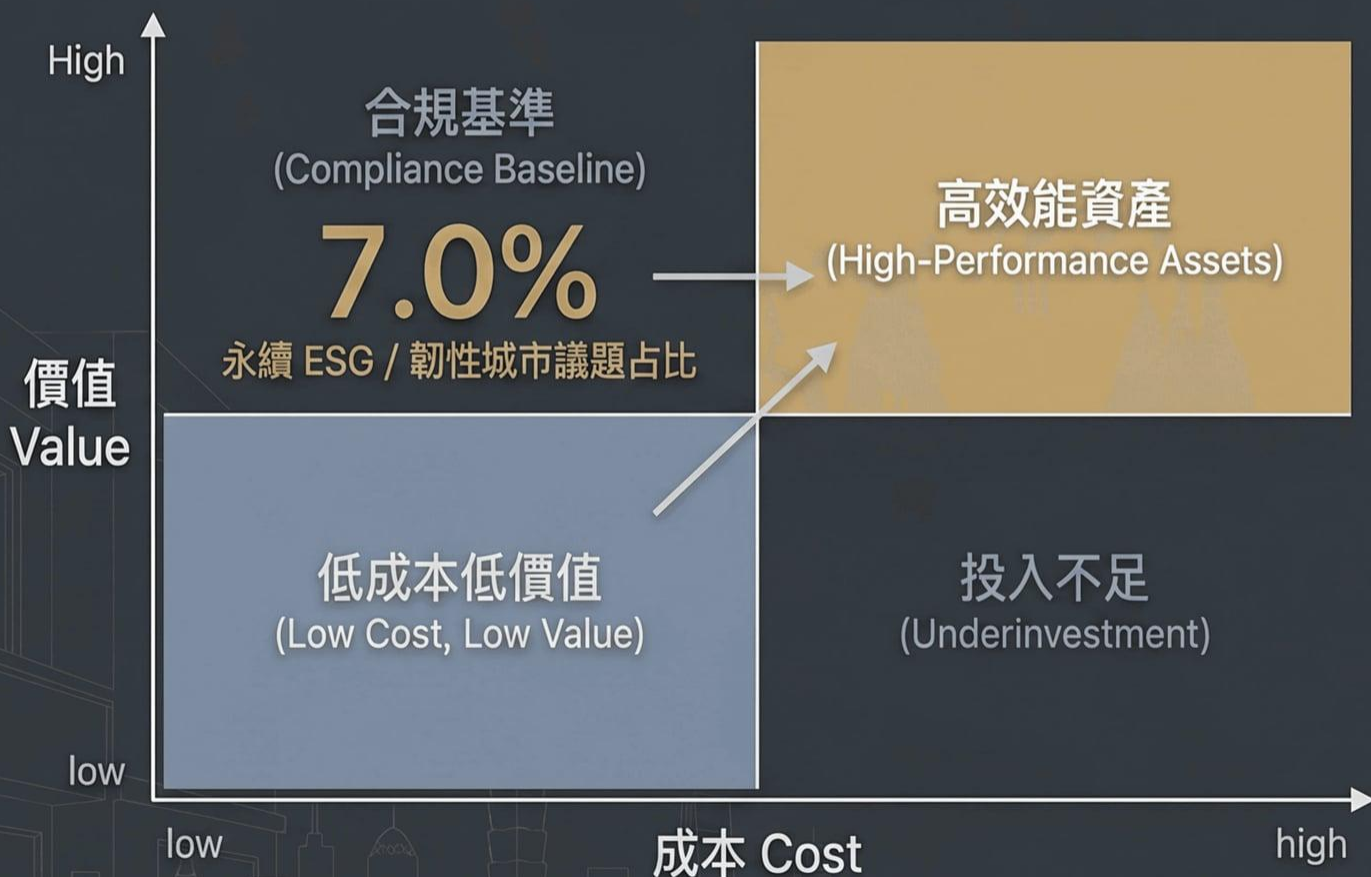 High
合規基準
(Compliance Baseline)
7.0%
永續 ESG / 韌性城市議題占比
高效能資產
(High-Performance Assets)
價值
Value
低成本低價值
(Low Cost, Low Value)
投入不足
(Underinvestment)
low
low
成本 Cost
high